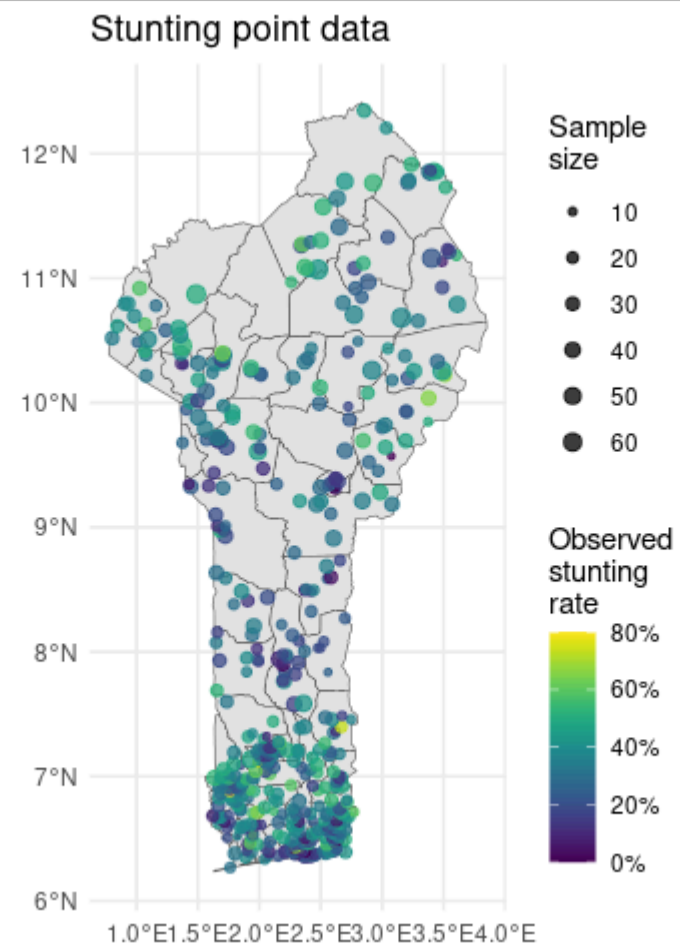 Stunting point data
12°N
11°N
10°N
9°N
8°N
7°N
6°N
1.0°E1.5°E2.0°E2.5°E3.0°E3.5°E4.0°E
Sample
size
10
20
30
40
50
60
Observed
stunting
rate
80%
60%
40%
20%
0%